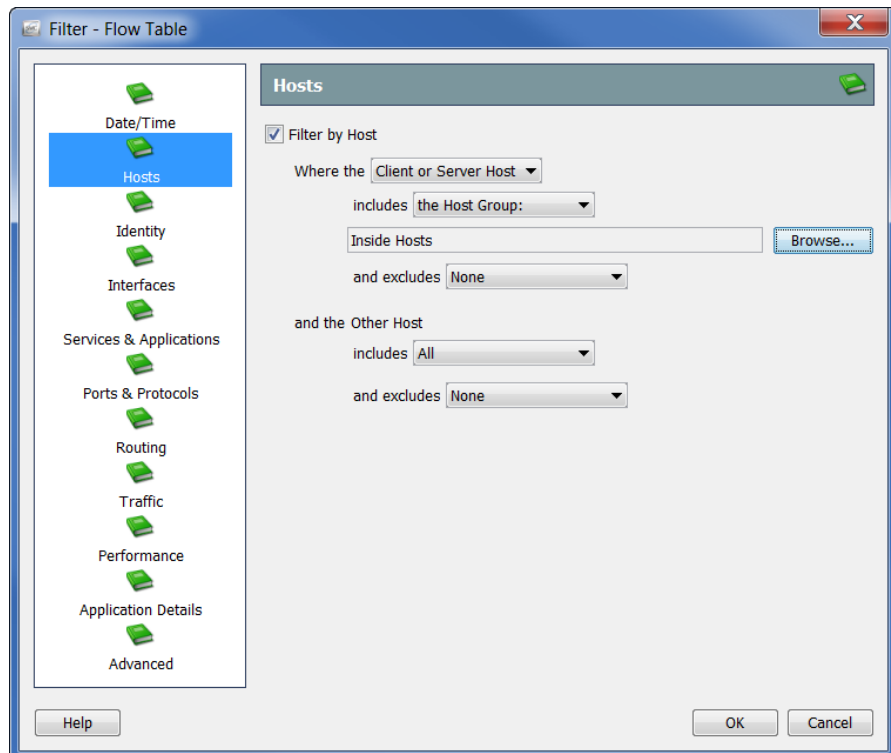 Filter - Flow Table
Date/Time
Hosts
Identity
Interfaces
Services & Applications
Ports & Protocols
Routing
Traffic
Performance
Application Details
Advanced
Hosts
Filter by Host
Where the Client or Server Host
includes the Host Group:
Inside Hosts Browse...
and excludes None
and the Other Host
includes All
and excludes None
Help OK Cancel